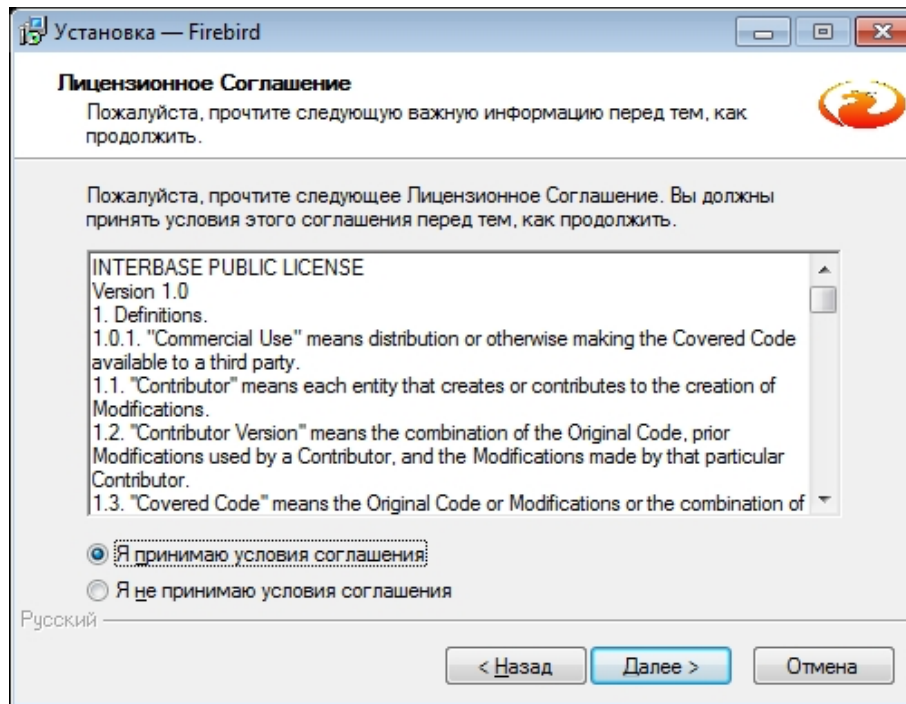 Установка — Firebird
Лицензионное Соглашение
Пожалуйста, прочтите следующую важную информацию перед тем, как
продолжить.
Пожалуйста, прочтите следующее Лицензионное Соглашение. Вы должны
принять условия этого соглашения перед тем, как продолжить.
INTERBASE PUBLIC LICENSE
Version 1.0
1. Definitions.
1.0.1. "Commercial Use" means distribution or otherwise making the Covered Code
available to a third party.
1.1. "Contributor" means each entity that creates or contributes to the creation of
Modifications.
1.2. "Contributor Version" means the combination of the Original Code, prior
Modifications used by a Contributor, and the Modifications made by that particular
Contributor.
1.3. "Covered Code" means the Original Code or Modifications or the combination of
Я принимаю условия соглашения
Я не принимаю условия соглашения
Русский
< Назад
Далее >
Отмена